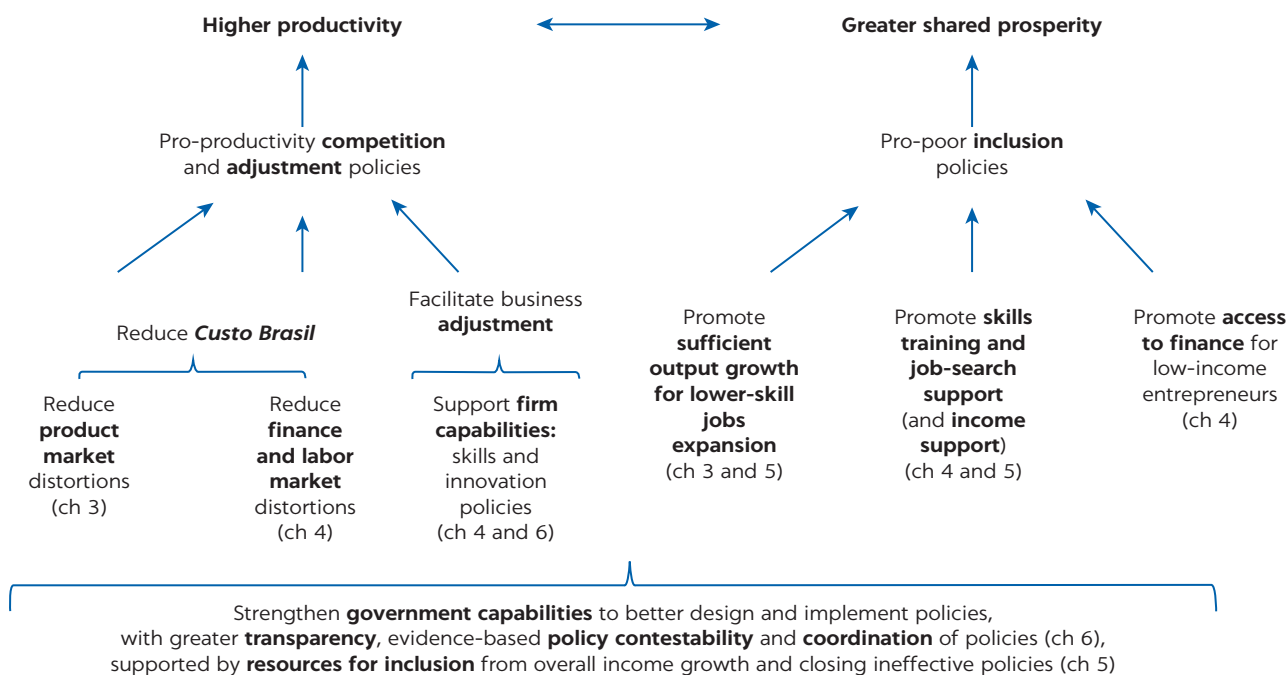 Higher productivity
Greater shared prosperity
Pro-productivity competition
and adjustment policies
Pro-poor inclusion
policies
Reduce Custo Brasil
Facilitate business
adjustment
Reduce
product
market
distortions
(ch 3)
Reduce
finance
and labor
market
distortions
(ch 4)
Support firm
capabilities:
skills and
innovation
policies
(ch 4 and 6)
Promote
sufficient
output growth
for lower-skill
jobs
expansion
(ch 3 and 5)
Promote skills
training and
job-search
support
(and income
support)
(ch 4 and 5)
Promote access
to finance for
low-income
entrepreneurs
(ch 4)
Strengthen government capabilities to better design and implement policies,
with greater transparency, evidence-based policy contestability and coordination of policies (ch 6),
supported by resources for inclusion from overall income growth and closing ineffective policies (ch 5)